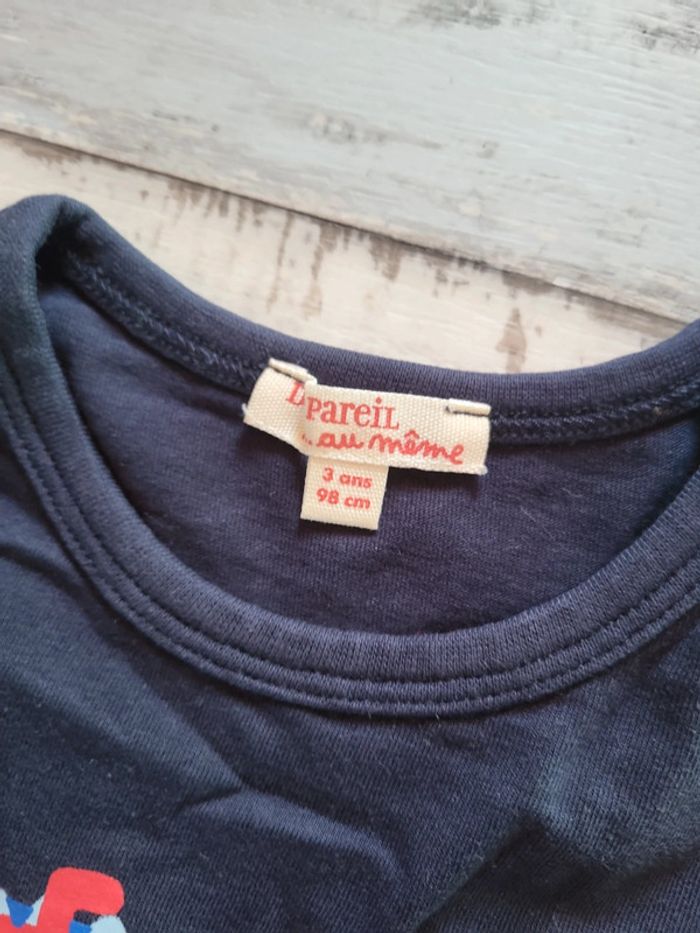 Pareil
..au même
3 ans
98 cm